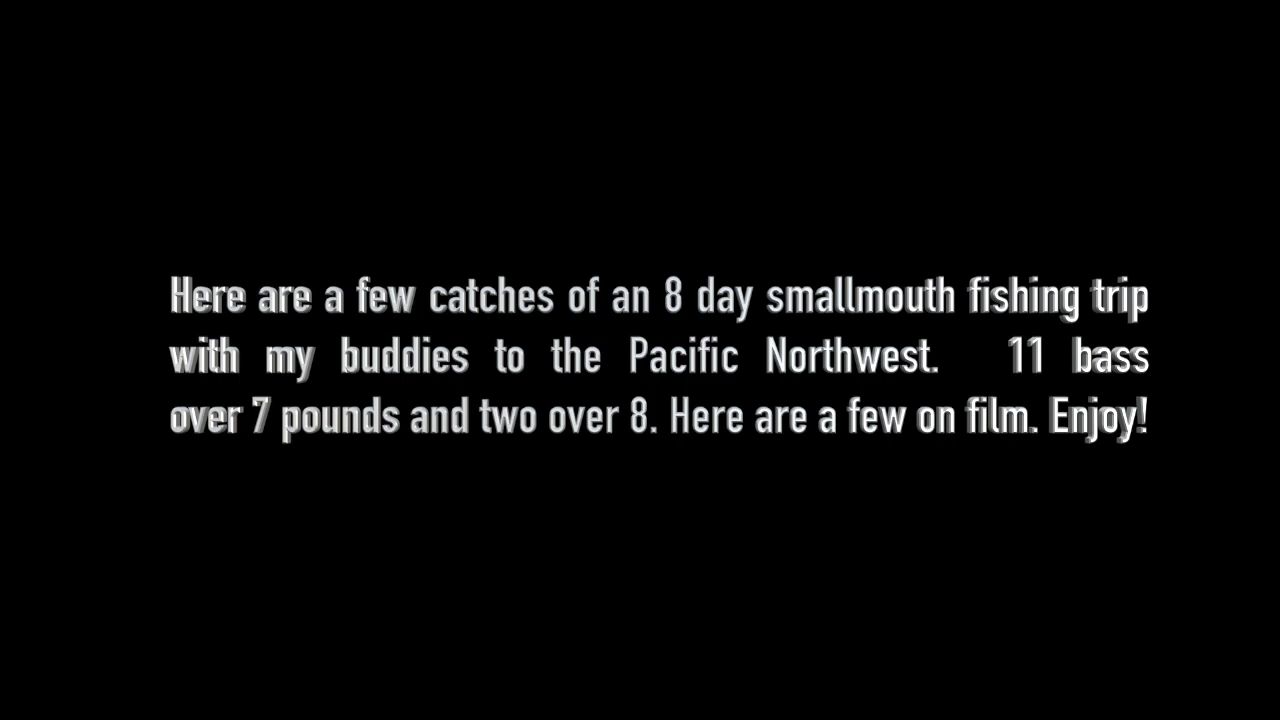 Here are a few catches of an 8 day smallmouth fishing trip
with my buddies to the Pacific Northwest. 11 bass
over 7 pounds and two over 8. Here are a few on film. Enjoy!